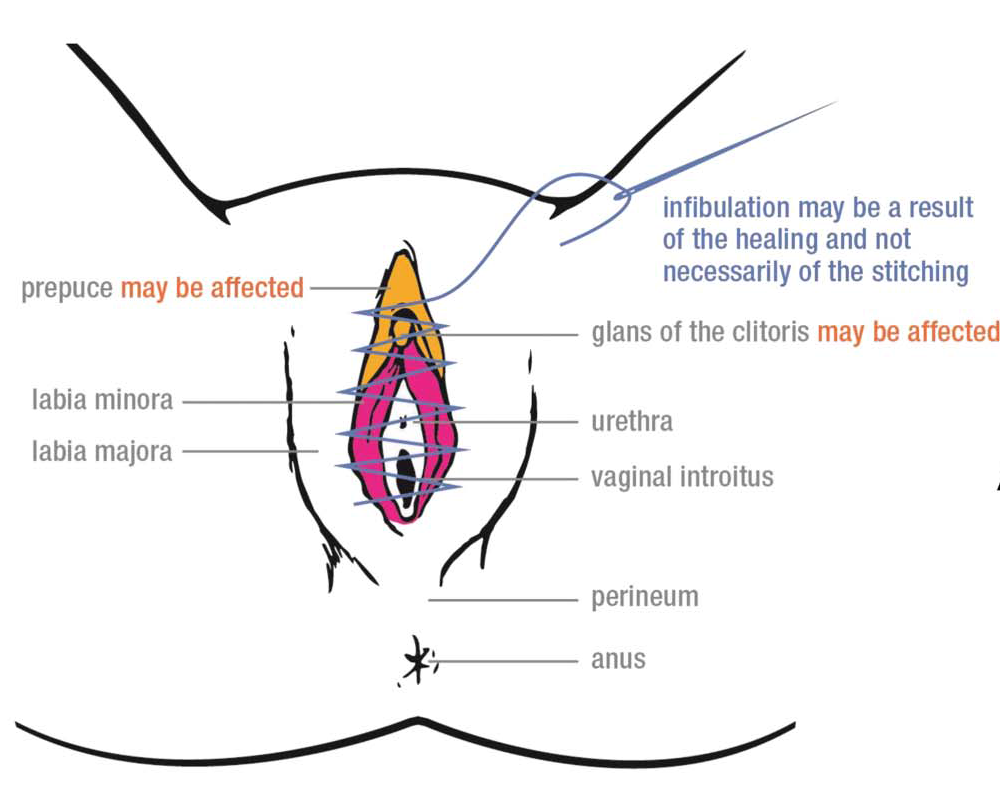 infibulation may be a result
of the healing and not
necessarily of the stitching
prepuce may be affected
glans of the clitoris may be affected
labia minora
urethra
labia majora
vaginal introitus
perineum
anus